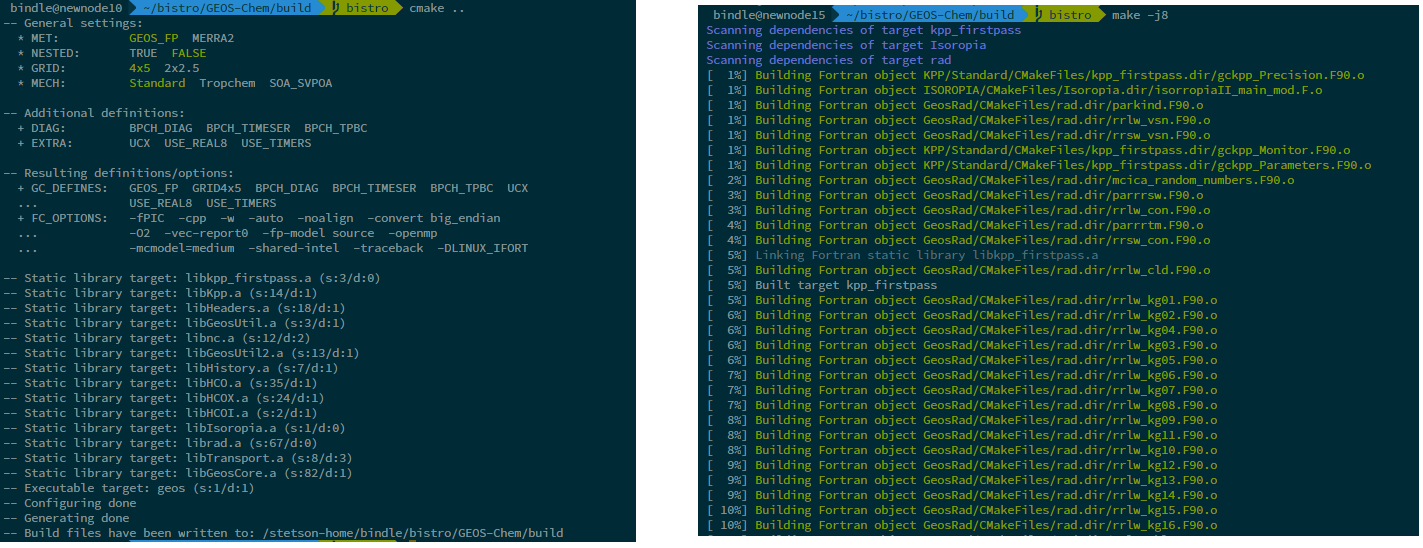 bindle@newnode10 ~/bistro/GEOS-Chem/build bistro cmake ..
-- General settings:
* MET: GEOS_FP MERRA2
* NESTED: TRUE FALSE
* GRID: 4x5 2x2.5
* MECH: Standard Tropchem SOA_SVPOA
-- Additional definitions:
+ DIAG: BPCH_DIAG BPCH_TIMESER BPCH_TPBC
+ EXTRA: UCX USE_REAL8 USE_TIMERS
-- Resulting definitions/options:
+ GC_DEFINES: GEOS_FP GRID4x5 BPCH_DIAG BPCH_TIMESER BPCH_TPBC UCX
... USE_REAL8 USE_TIMERS
+ FC_OPTIONS: -fPIC -cpp -w -auto -noalign -convert big_endian
... -O2 -vec-report0 -fp-model source -openmp
... -mcmodel=medium -shared-intel -traceback -DLINUX_IFORT
-- Static library target: libkpp_firstpass.a (s:3/d:0)
-- Static library target: libKpp.a (s:14/d:1)
-- Static library target: libHeaders.a (s:18/d:1)
-- Static library target: libGeosUtil.a (s:3/d:1)
-- Static library target: libnc.a (s:12/d:2)
-- Static library target: libGeosUtil2.a (s:13/d:1)
-- Static library target: libHistory.a (s:7/d:1)
-- Static library target: libHCO.a (s:35/d:1)
-- Static library target: libHCOX.a (s:24/d:1)
-- Static library target: libHCOI.a (s:2/d:1)
-- Static library target: libIsoropia.a (s:1/d:0)
-- Static library target: librad.a (s:67/d:0)
-- Static library target: libTransport.a (s:8/d:3)
-- Static library target: libGeosCore.a (s:82/d:1)
-- Executable target: geos (s:1/d:1)
-- Configuring done
-- Generating done
-- Build files have been written to: /stetson-home/bindle/bistro/GEOS-Chem/build
bindle@newnode15 ~/bistro/GEOS-Chem/build bistro make -j8
Scanning dependencies of target kpp_firstpass
Scanning dependencies of target Isoropia
Scanning dependencies of target rad
[ 1%] Building Fortran object KPP/Standard/CMakeFiles/kpp_firstpass.dir/gckpp_Precision.F90.o
[ 1%] Building Fortran object ISOROPIA/CMakeFiles/Isoropia.dir/isorropiaII_main_mod.F.o
[ 1%] Building Fortran object GeosRad/CMakeFiles/rad.dir/parkind.F90.o
[ 1%] Building Fortran object GeosRad/CMakeFiles/rad.dir/rrlw_vsn.F90.o
[ 1%] Building Fortran object GeosRad/CMakeFiles/rad.dir/rrsw_vsn.F90.o
[ 1%] Building Fortran object KPP/Standard/CMakeFiles/kpp_firstpass.dir/gckpp_Monitor.F90.o
[ 1%] Building Fortran object KPP/Standard/CMakeFiles/kpp_firstpass.dir/gckpp_Parameters.F90.o
[ 2%] Building Fortran object GeosRad/CMakeFiles/rad.dir/mcica_random_numbers.F90.o
[ 3%] Building Fortran object GeosRad/CMakeFiles/rad.dir/parrrsw.F90.o
[ 3%] Building Fortran object GeosRad/CMakeFiles/rad.dir/rrlw_con.F90.o
[ 4%] Building Fortran object GeosRad/CMakeFiles/rad.dir/parrrtm.F90.o
[ 4%] Building Fortran object GeosRad/CMakeFiles/rad.dir/rrsw_con.F90.o
[ 5%] Linking Fortran static library libkpp_firstpass.a
[ 5%] Building Fortran object GeosRad/CMakeFiles/rad.dir/rrlw_cld.F90.o
[ 5%] Built target kpp_firstpass
[ 5%] Building Fortran object GeosRad/CMakeFiles/rad.dir/rrlw_kg01.F90.o
[ 6%] Building Fortran object GeosRad/CMakeFiles/rad.dir/rrlw_kg02.F90.o
[ 6%] Building Fortran object GeosRad/CMakeFiles/rad.dir/rrlw_kg04.F90.o
[ 6%] Building Fortran object GeosRad/CMakeFiles/rad.dir/rrlw_kg03.F90.o
[ 6%] Building Fortran object GeosRad/CMakeFiles/rad.dir/rrlw_kg05.F90.o
[ 7%] Building Fortran object GeosRad/CMakeFiles/rad.dir/rrlw_kg06.F90.o
[ 7%] Building Fortran object GeosRad/CMakeFiles/rad.dir/rrlw_kg07.F90.o
[ 7%] Building Fortran object GeosRad/CMakeFiles/rad.dir/rrlw_kg08.F90.o
[ 8%] Building Fortran object GeosRad/CMakeFiles/rad.dir/rrlw_kg09.F90.o
[ 8%] Building Fortran object GeosRad/CMakeFiles/rad.dir/rrlw_kg11.F90.o
[ 8%] Building Fortran object GeosRad/CMakeFiles/rad.dir/rrlw_kg10.F90.o
[ 9%] Building Fortran object GeosRad/CMakeFiles/rad.dir/rrlw_kg12.F90.o
[ 9%] Building Fortran object GeosRad/CMakeFiles/rad.dir/rrlw_kg13.F90.o
[ 9%] Building Fortran object GeosRad/CMakeFiles/rad.dir/rrlw_kg14.F90.o
[ 10%] Building Fortran object GeosRad/CMakeFiles/rad.dir/rrlw_kg15.F90.o
[ 10%] Building Fortran object GeosRad/CMakeFiles/rad.dir/rrlw_kg16.F90.o